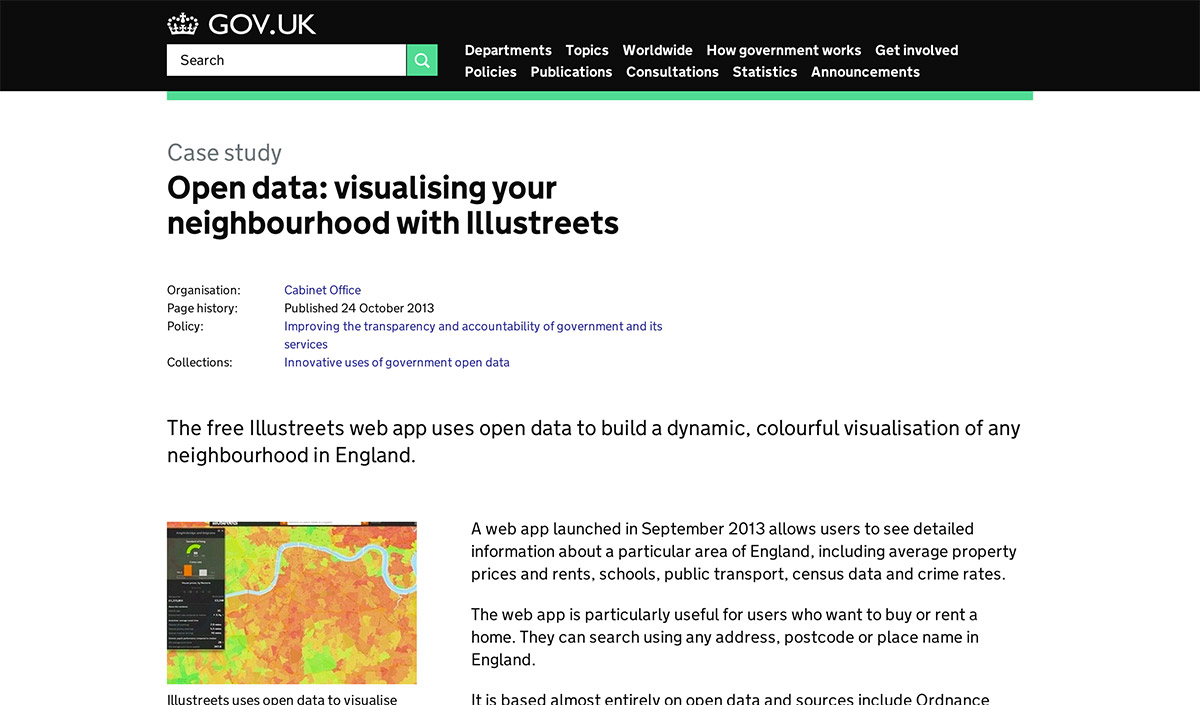 GOV.UK
Search
Departments Topics Worldwide How government works Get involved
Policies Publications Consultations Statistics Announcements
Case study
Open data: visualising your
neighbourhood with Illustreets
Organisation: Cabinet Office
Page history: Published 24 October 2013
Policy: Improving the transparency and accountability of government and its
services
Collections: Innovative uses of government open data
The free Illustreets web app uses open data to build a dynamic, colourful visualisation of any
neighbourhood in England.
A web app launched in September 2013 allows users to see detailed
information about a particular area of England, including average property
prices and rents, schools, public transport, census data and crime rates.
The web app is particularly useful for users who want to buy or rent a
home. They can search using any address, postcode or place name in
England.
Illustreets uses open data to visualise
It is based almost entirely on open data and sources include Ordnance